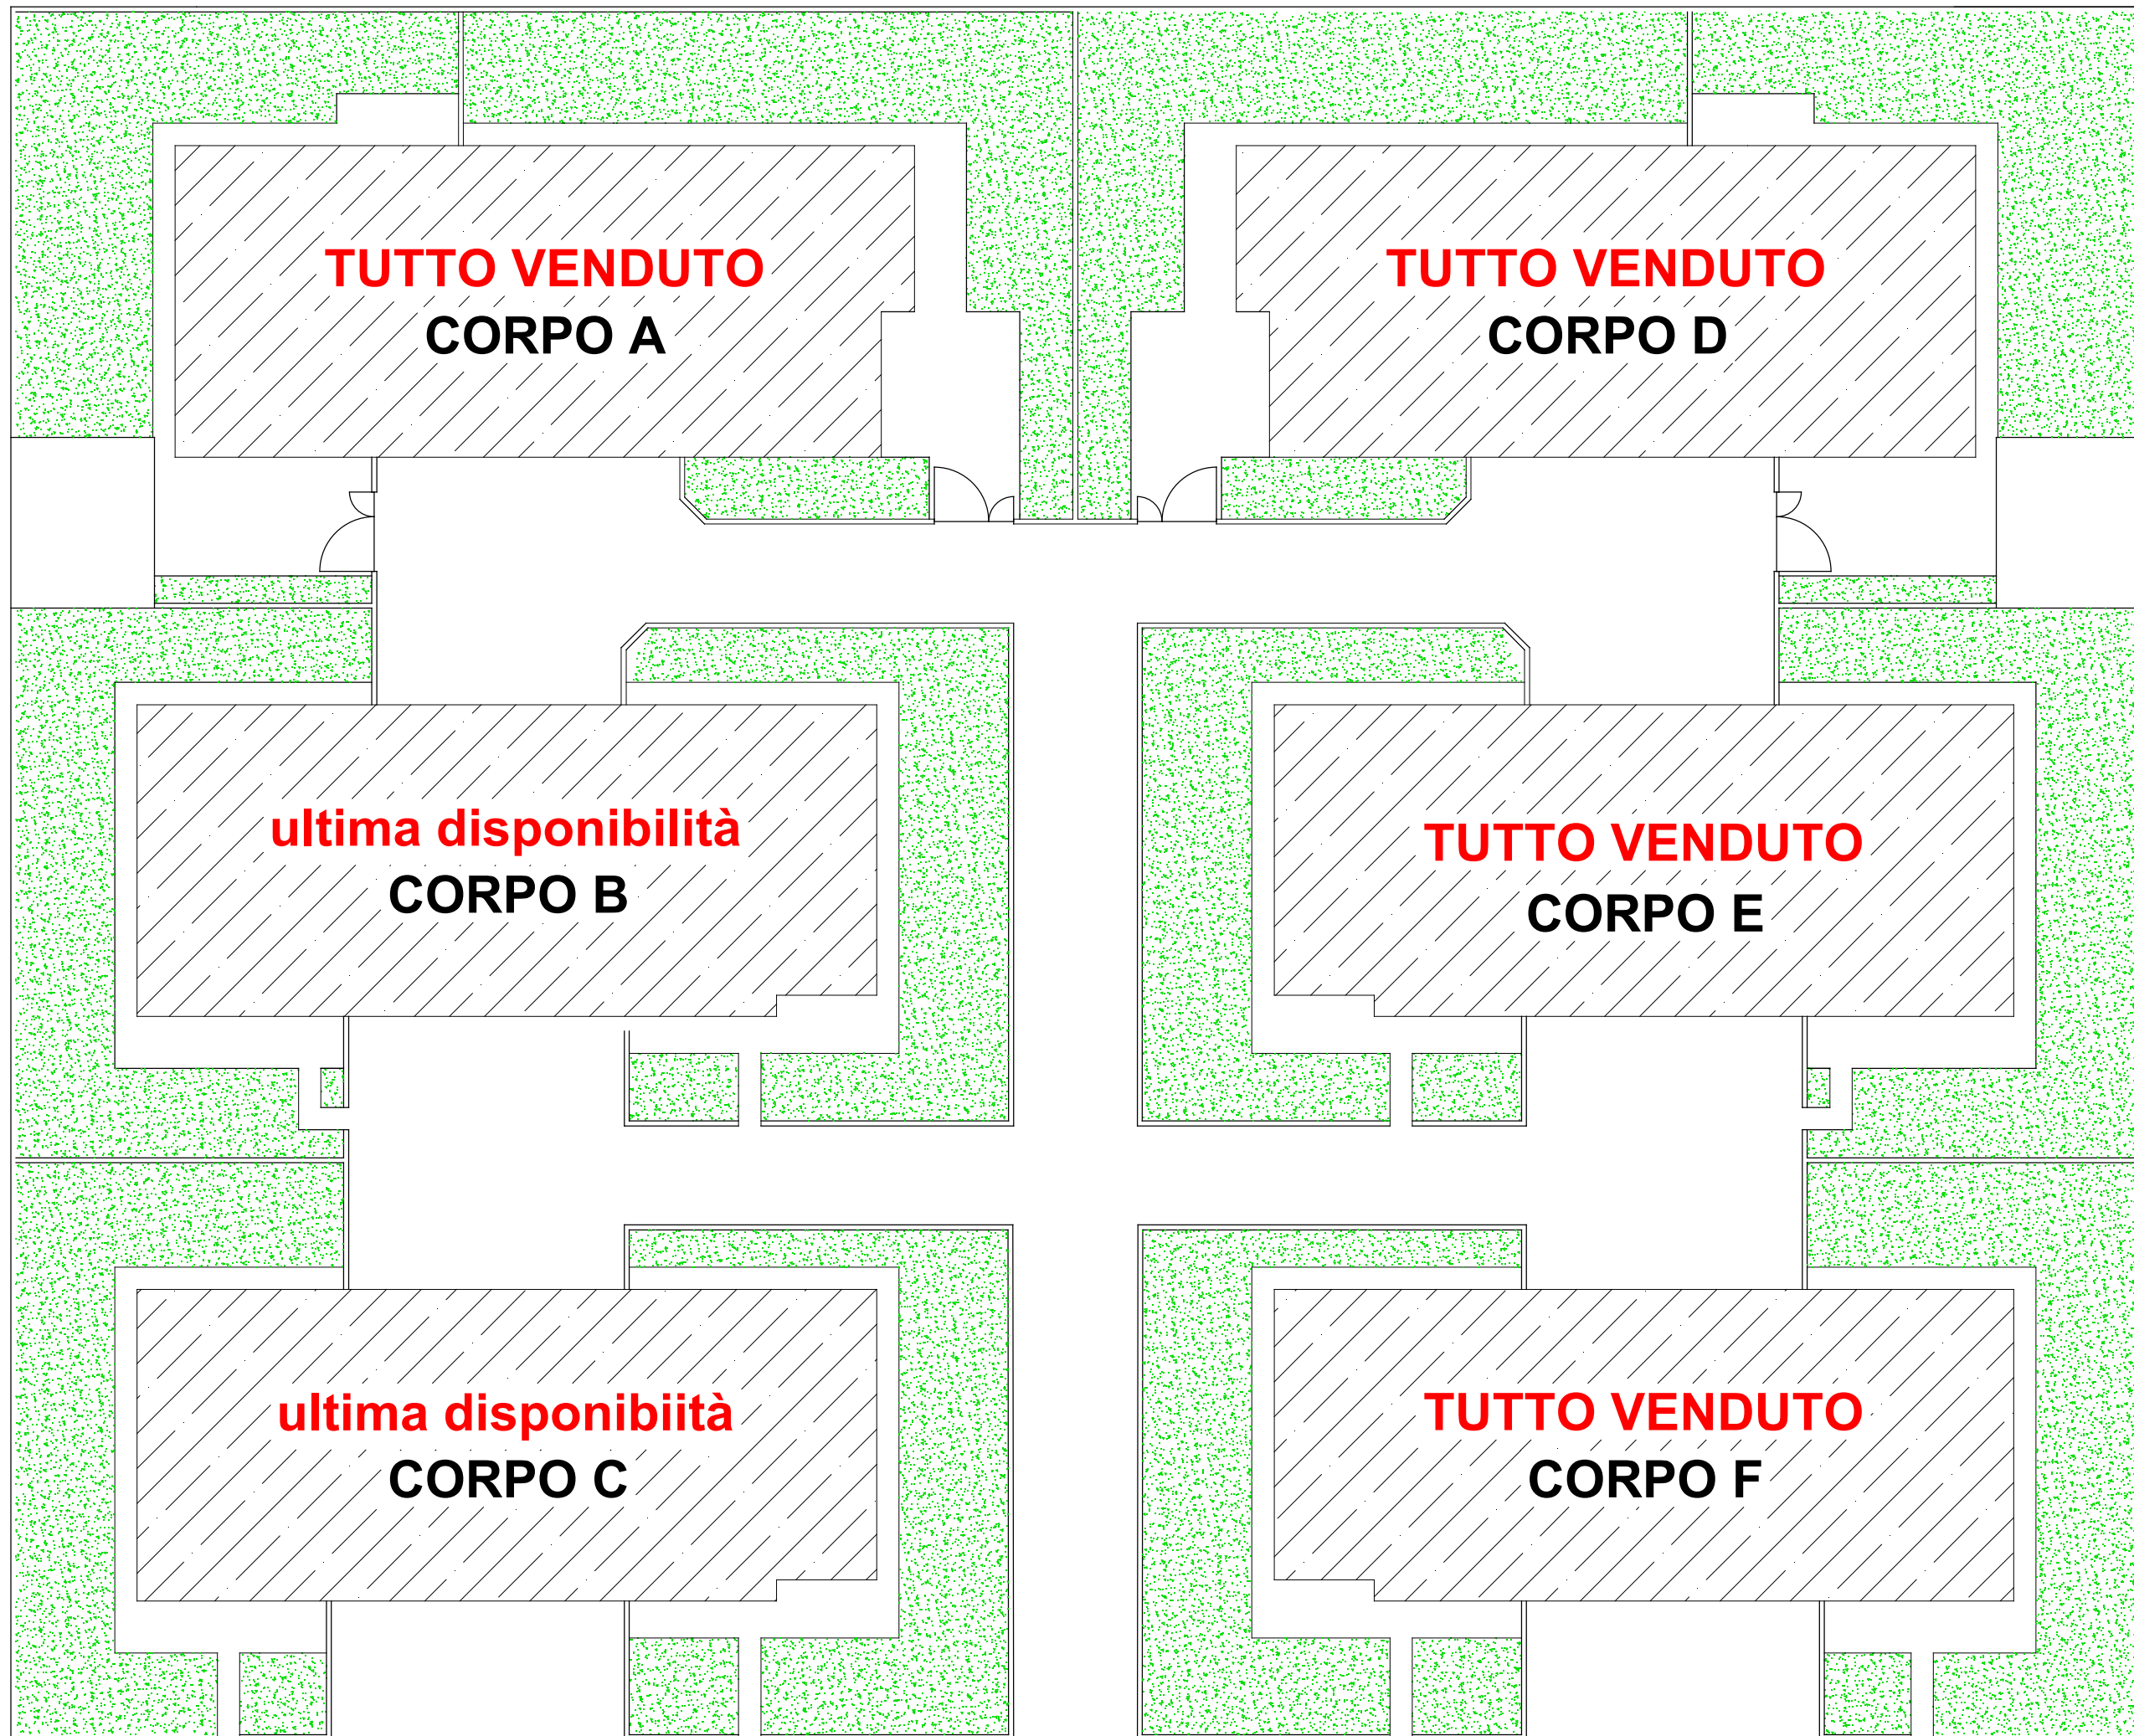 TUTTO VENDUTO
CORPO A
TUTTO VENDUTO
CORPO D
ultima disponibilità
CORPO B
TUTTO VENDUTO
CORPO E
ultima disponibiità
CORPO C
TUTTO VENDUTO
CORPO F